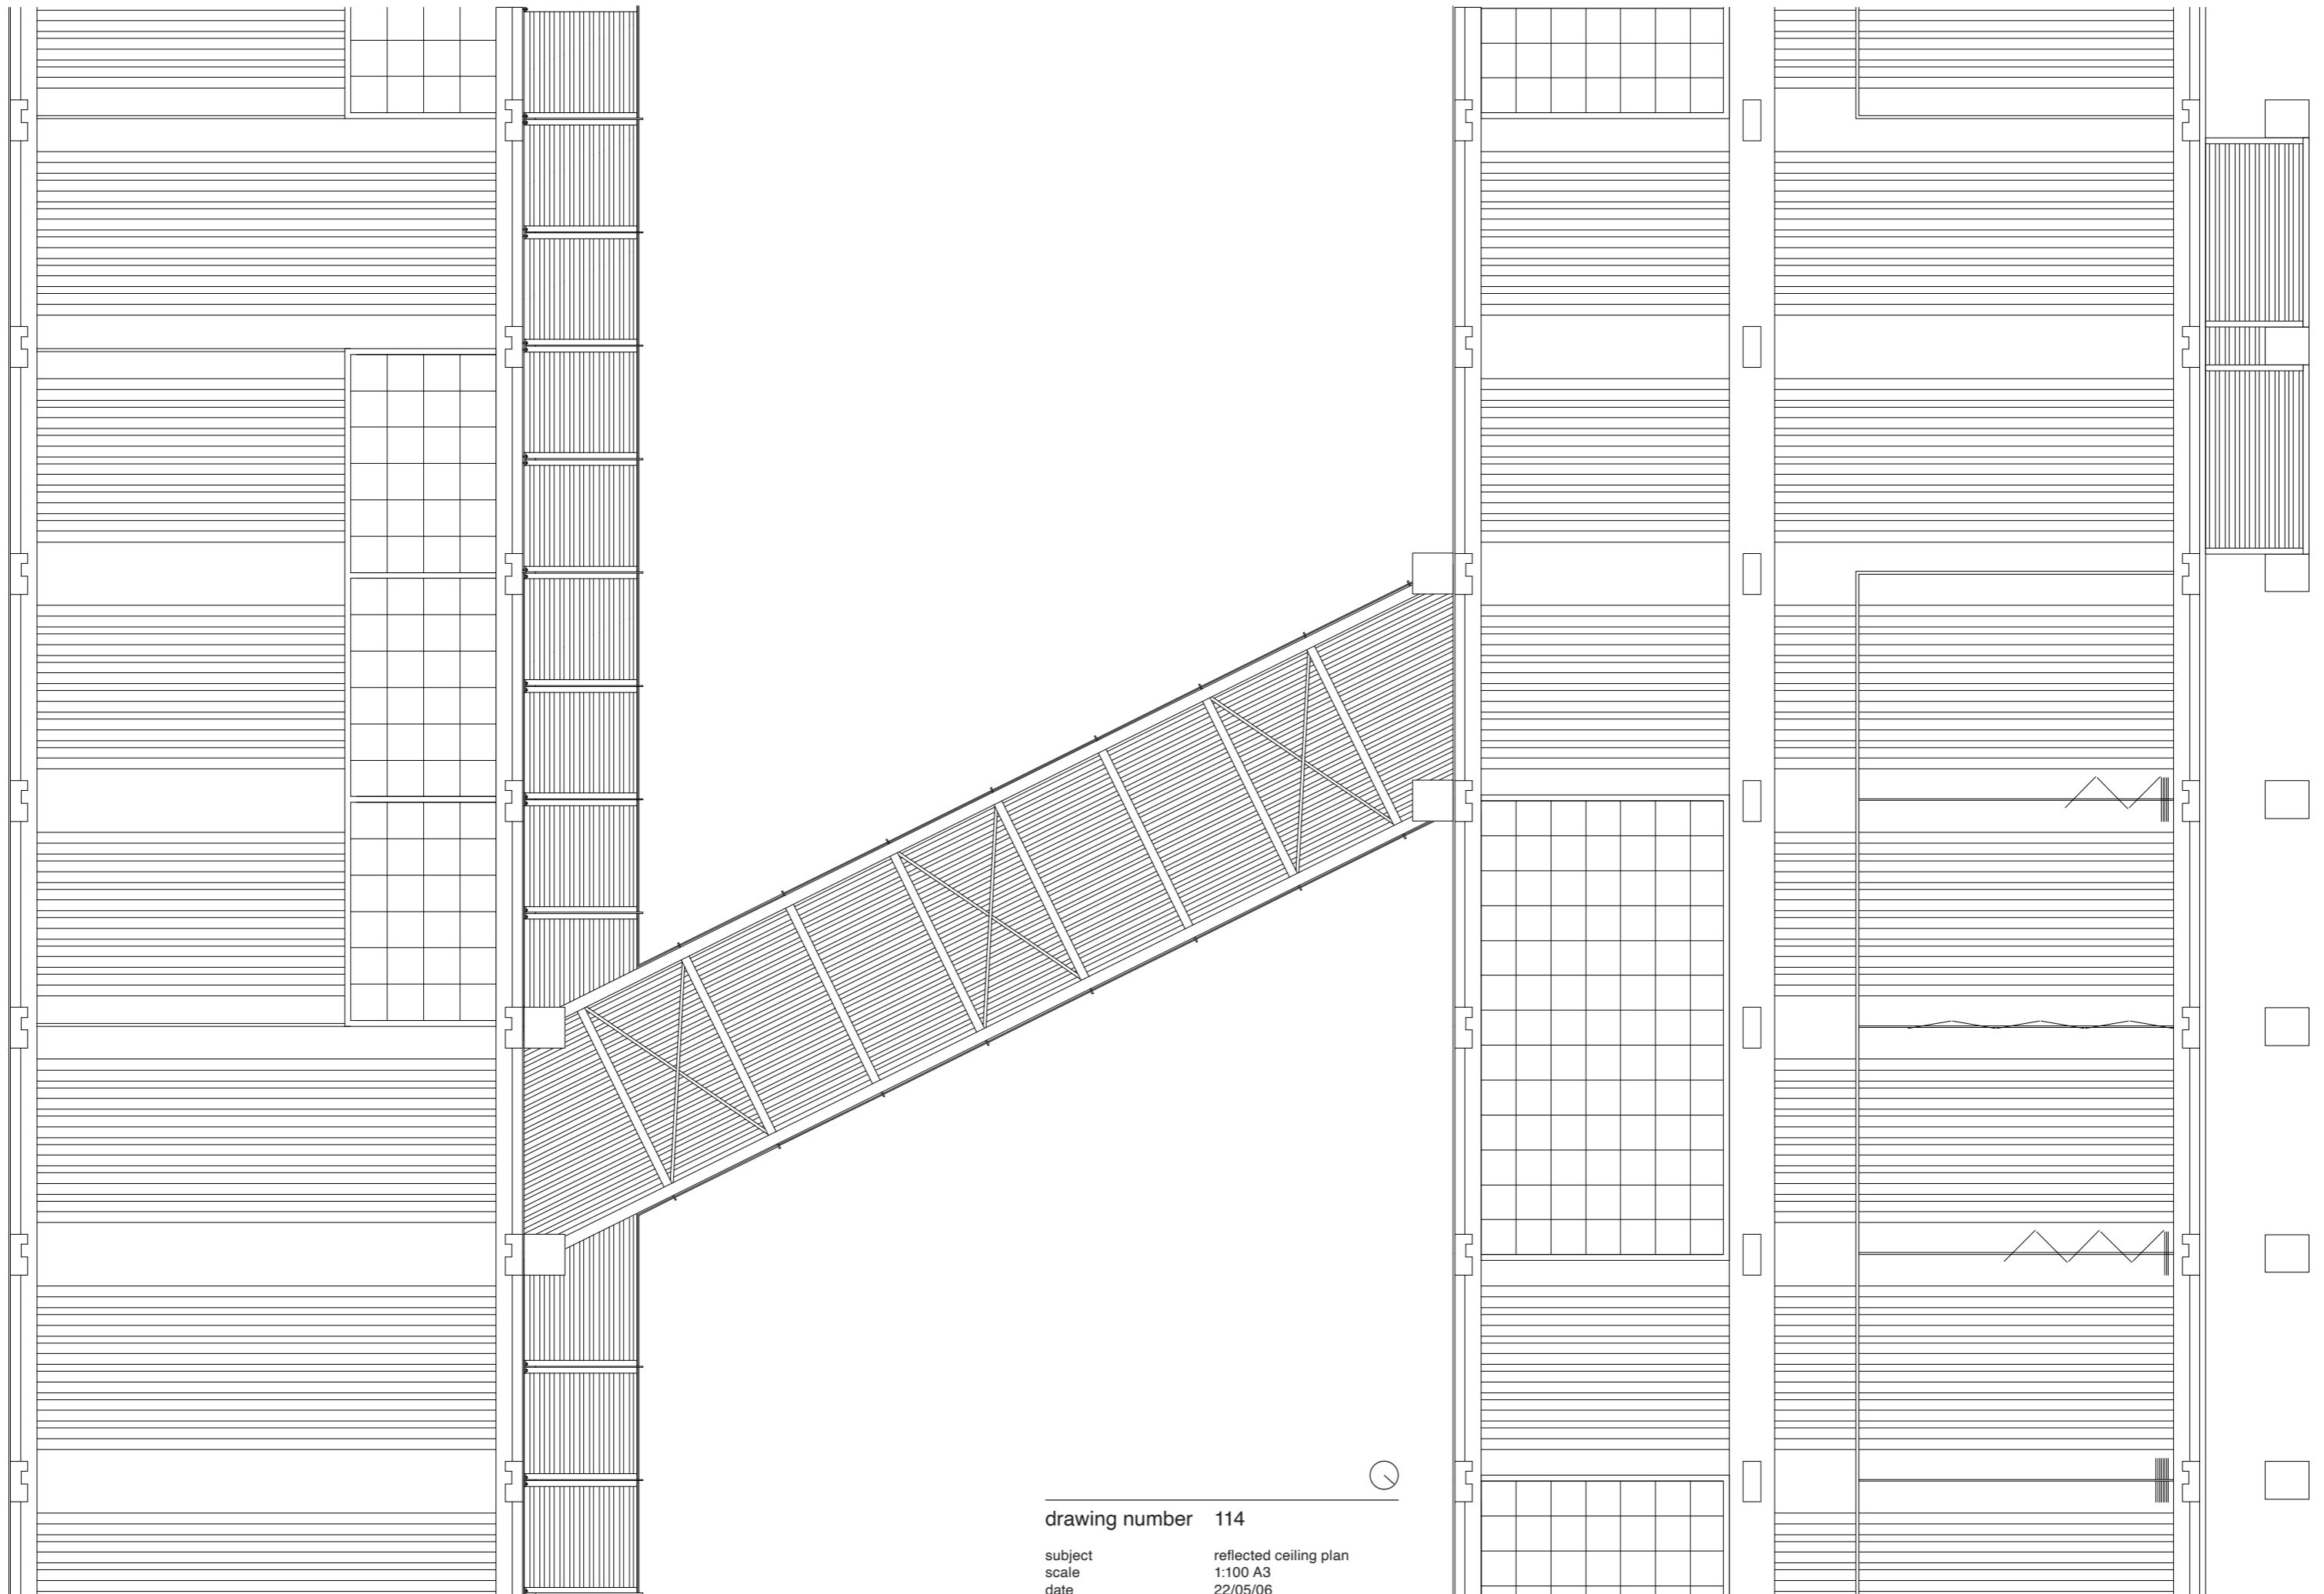 drawing number 114
subject reflected ceiling plan
scale 1:100 A3
date 22/05/06